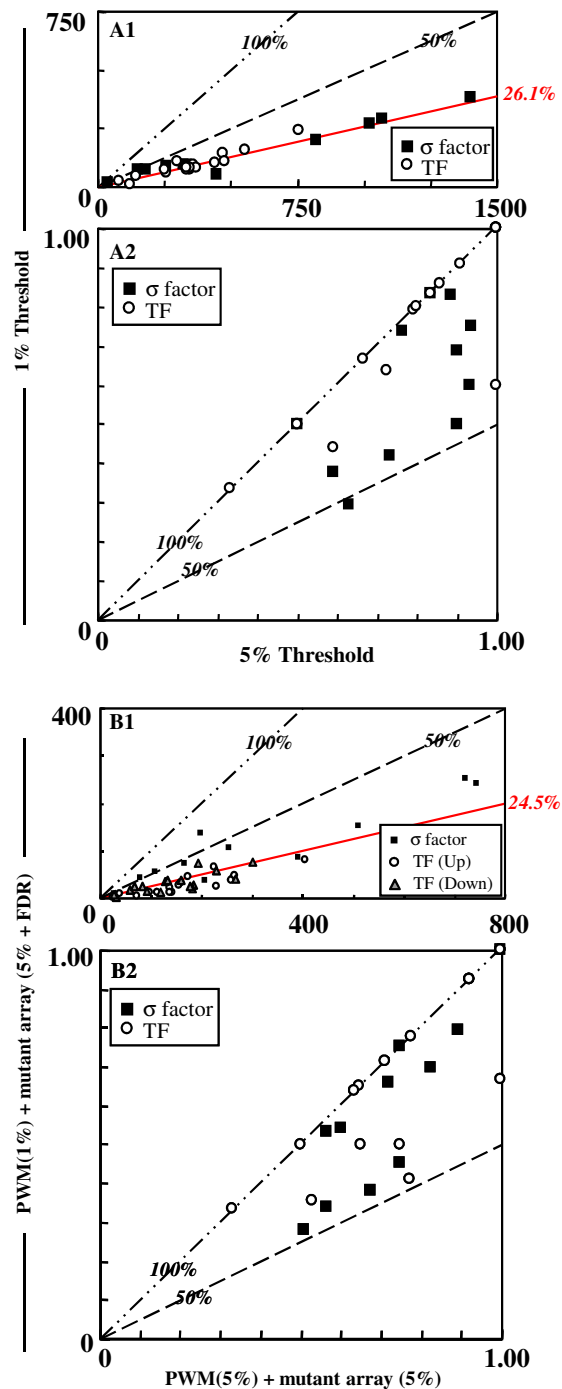 750
A1
100%
50%
26.1%
■ σ factor
○ TF
0
0
750
1500
1.00
A2
■ σ factor
○ TF
100%
50%
0
0
1.00
5% Threshold
1% Threshold
400
B1
100%
50%
24.5%
■ σ factor
○ TF (Up)
▲ TF (Down)
0
0
400
800
1.00
B2
■ σ factor
○ TF
100%
50%
0
0
1.00
PWM(5%) + mutant array (5%)
PWM(1%) + mutant array (5% + FDR)